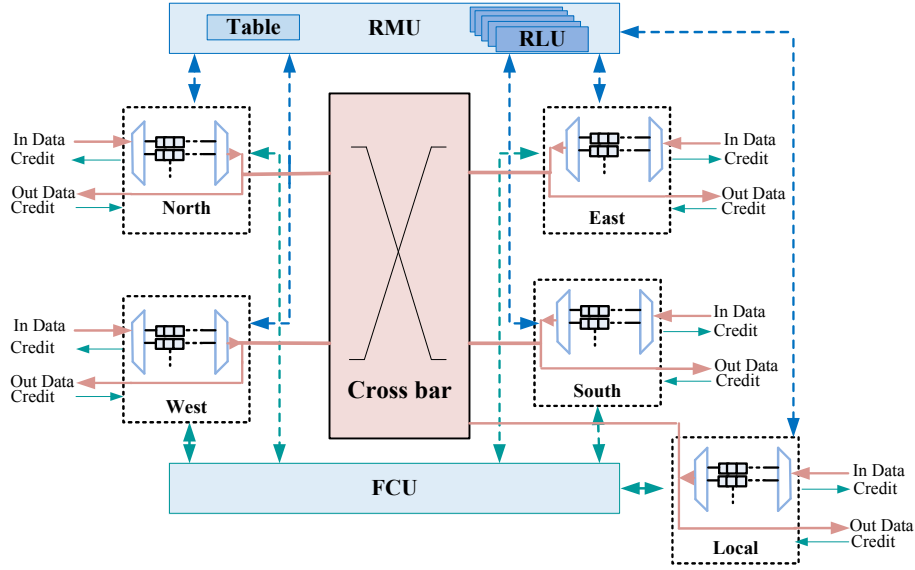 Table
RMU
RLU
In Data
Credit
Out Data
Credit
North
In Data
Credit
Out Data
Credit
East
In Data
Credit
Out Data
Credit
West
Cross bar
In Data
Credit
Out Data
Credit
South
FCU
In Data
Credit
Out Data
Credit
Local